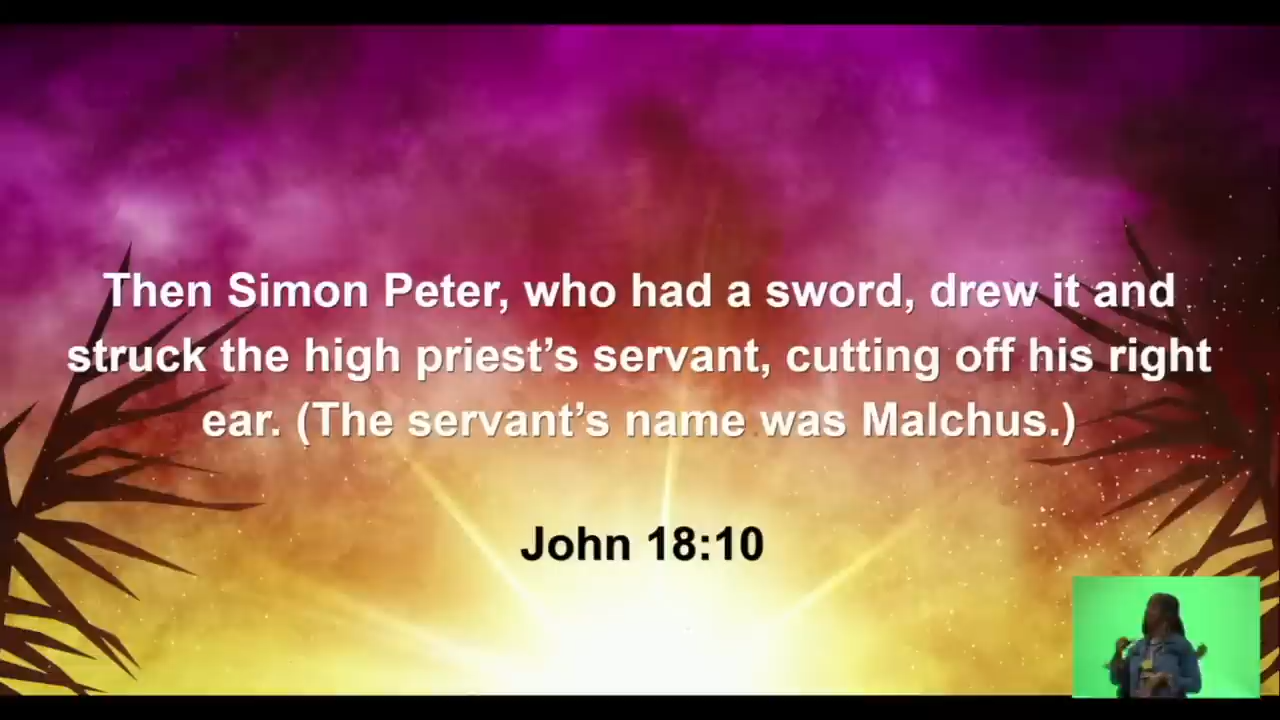 Then Simon Peter, who had a sword, drew it and
struck the high priest’s servant, cutting off his right
ear. (The servant’s name was Malchus.)
John 18:10